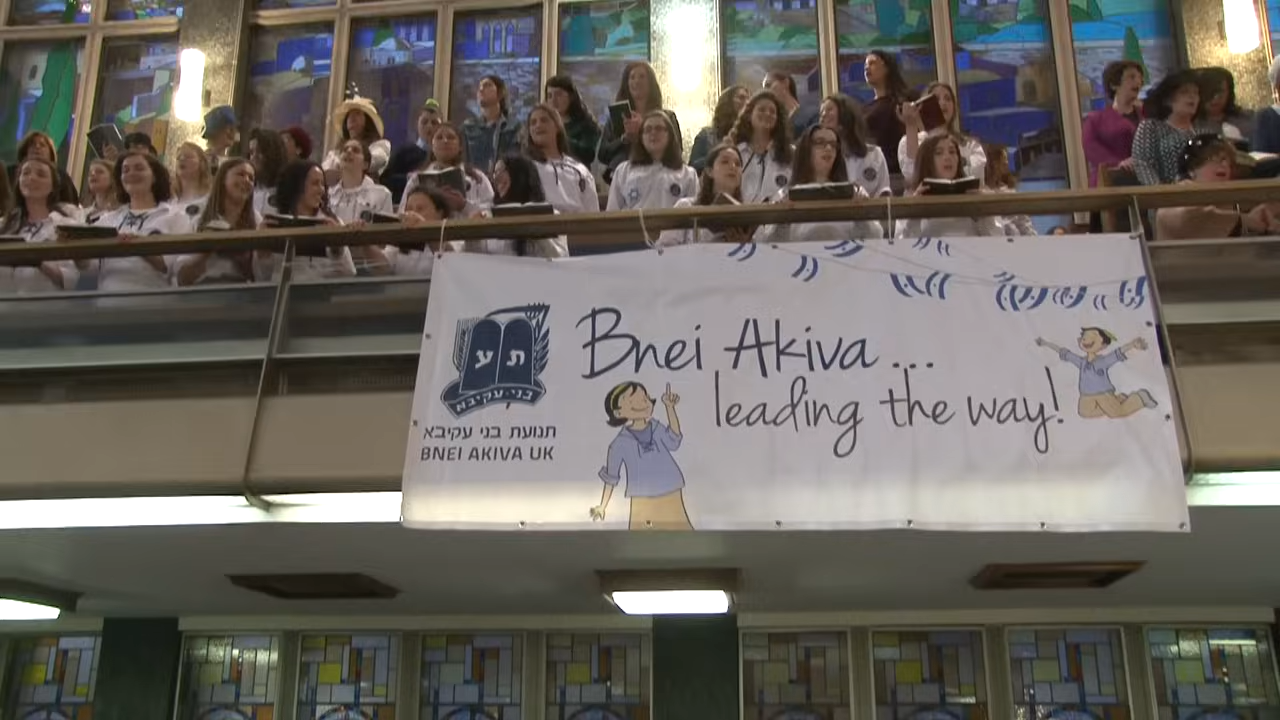 Bnei Akiva ...
leading the way!
ת ע
בני עקיבא
תנועת בני עקיבא
BNEI AKIVA UK